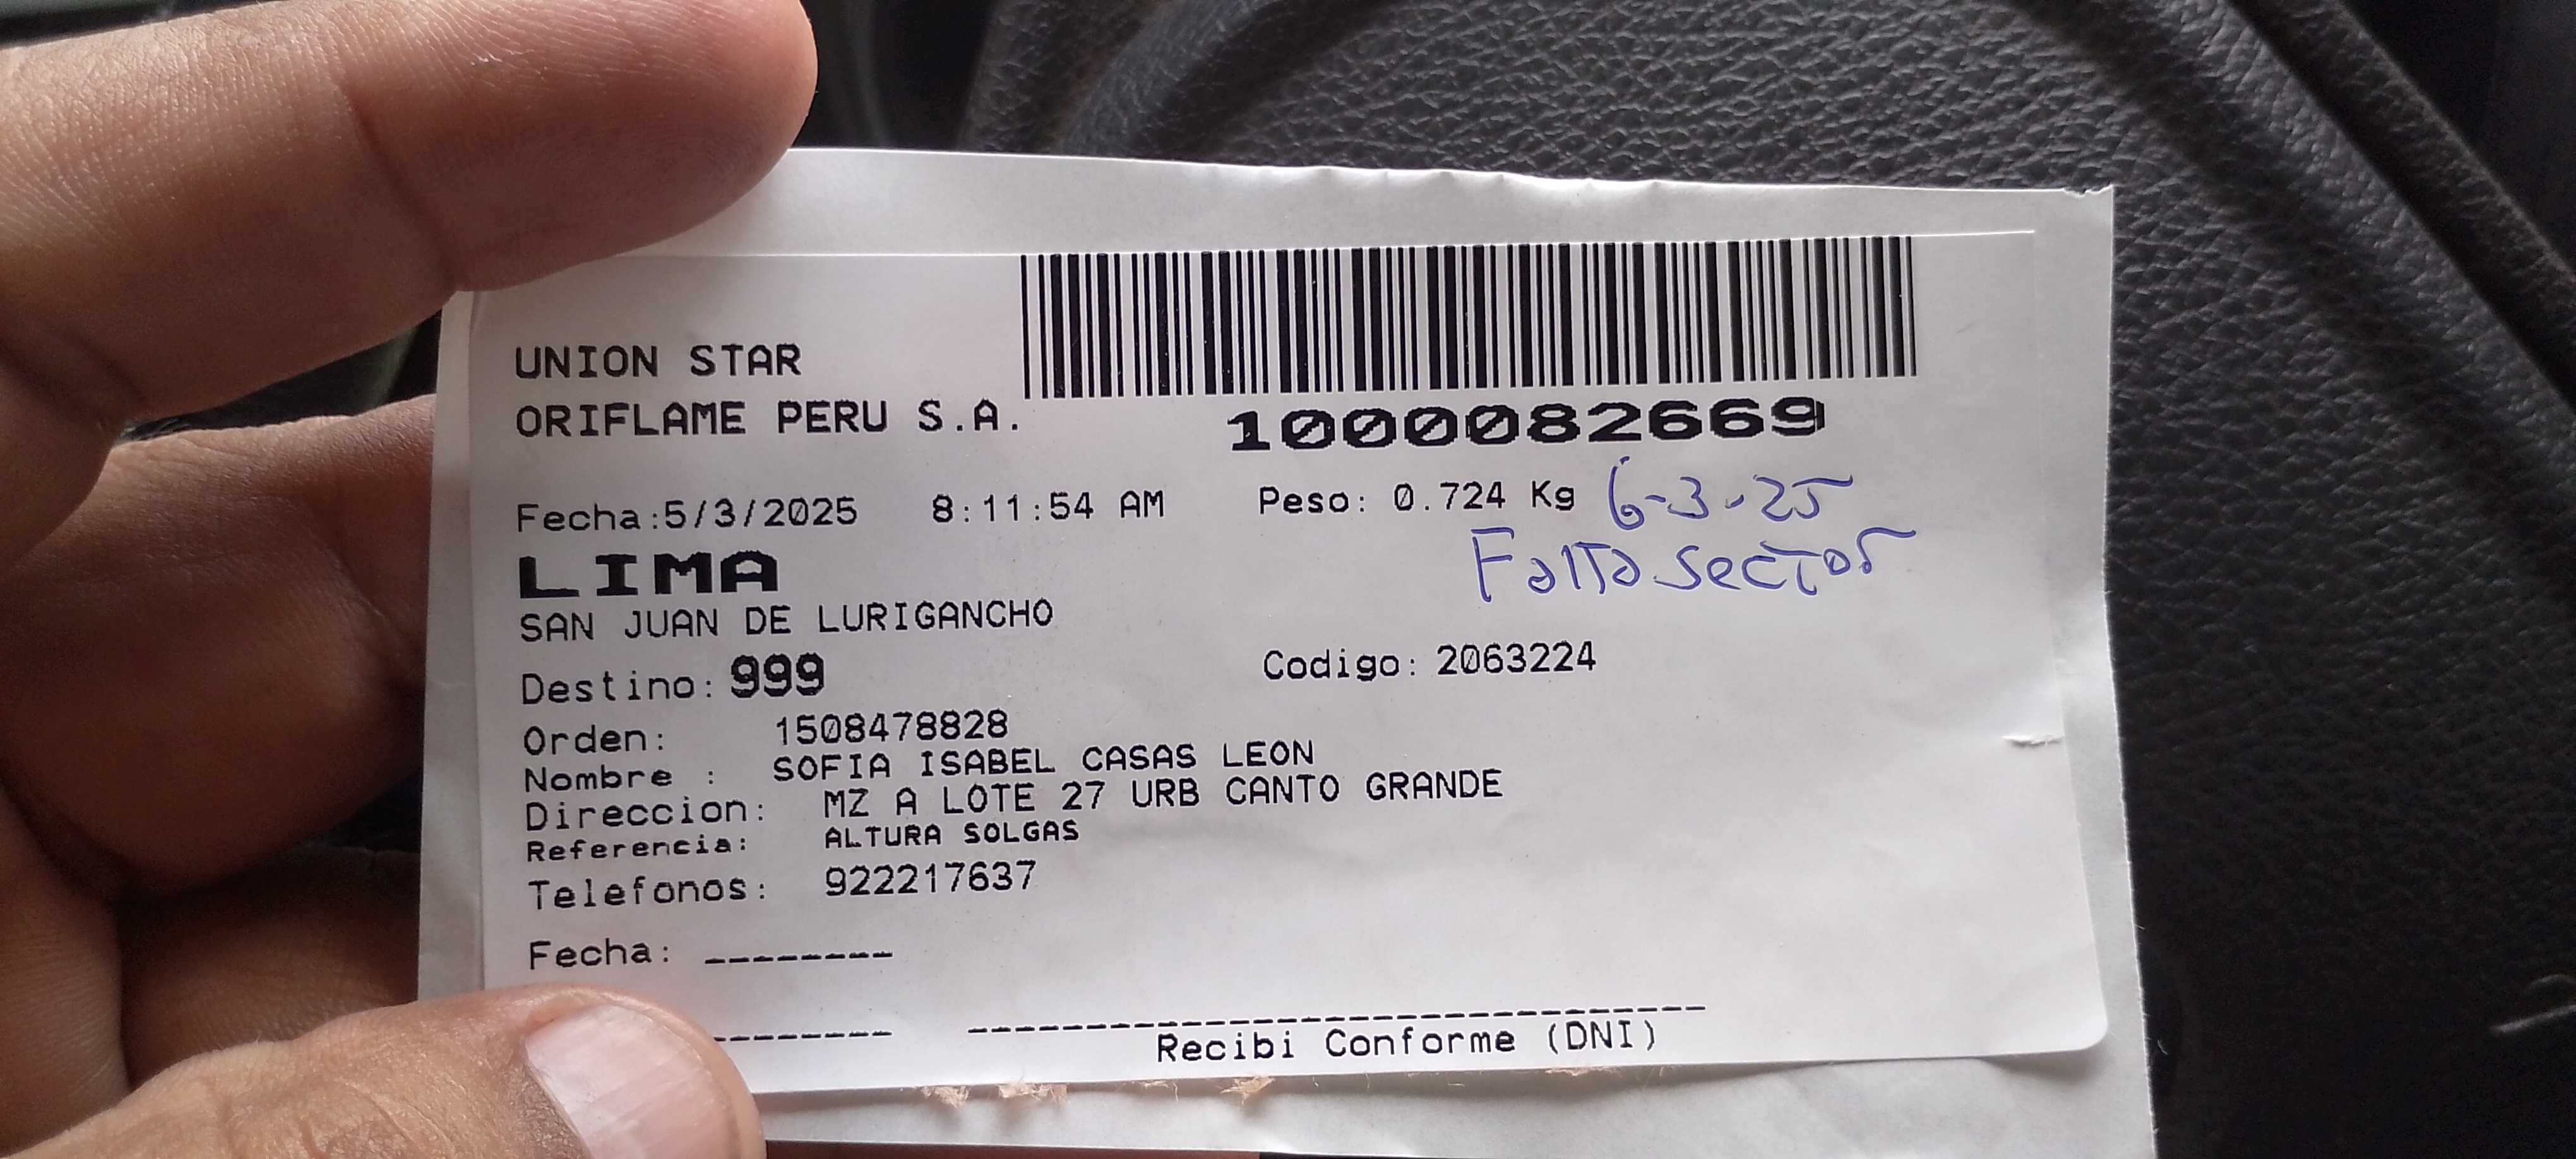 UNION STAR
ORIFLAME PERU S.A.
1000082669
Fecha:5/3/2025 8:11:54 AM Peso: 0.724 Kg 6-3-25
Falta sector
LIMA
SAN JUAN DE LURIGANCHO
Destino: 999 Codigo: 2063224
Orden: 1508478828
Nombre : SOFIA ISABEL CASAS LEON
Direccion: MZ A LOTE 27 URB CANTO GRANDE
Referencia: ALTURA SOLGAS
Telefonos: 922217637
Fecha: --------
-------- ------------------------
Recibi Conforme (DNI)